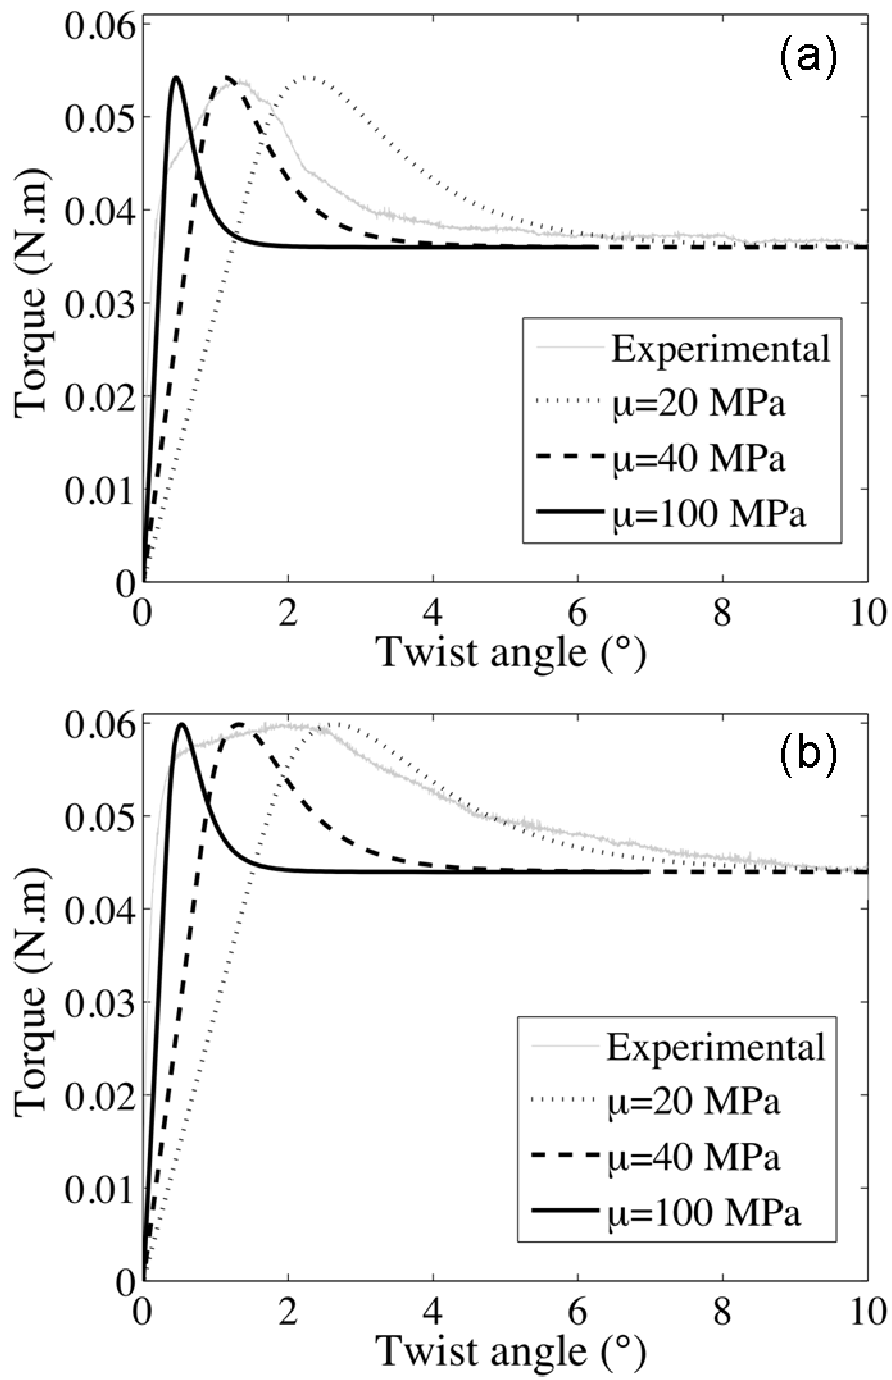 (a)
Torque (N.m)
0.06
0.05
0.04
0.03
0.02
0.01
0
Experimental
μ=20 MPa
μ=40 MPa
μ=100 MPa
0 2 4 6 8 10
Twist angle (°)
(b)
Torque (N.m)
0.06
0.05
0.04
0.03
0.02
0.01
0
Experimental
μ=20 MPa
μ=40 MPa
μ=100 MPa
0 2 4 6 8 10
Twist angle (°)